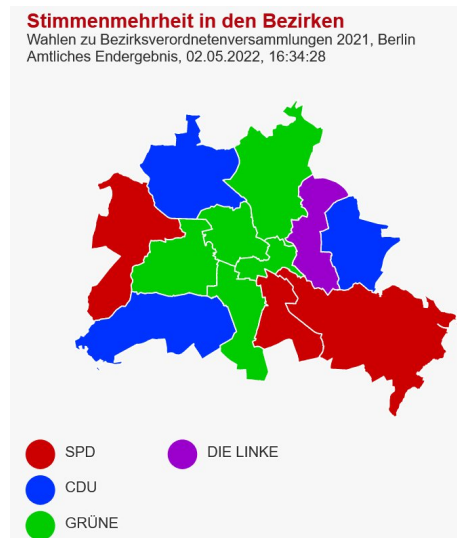 Stimmenmehrheit in den Bezirken
Wahlen zu Bezirksverordnetenversammlungen 2021, Berlin
Amtliches Endergebnis, 02.05.2022, 16:34:28
SPD
DIE LINKE
CDU
GRÜNE